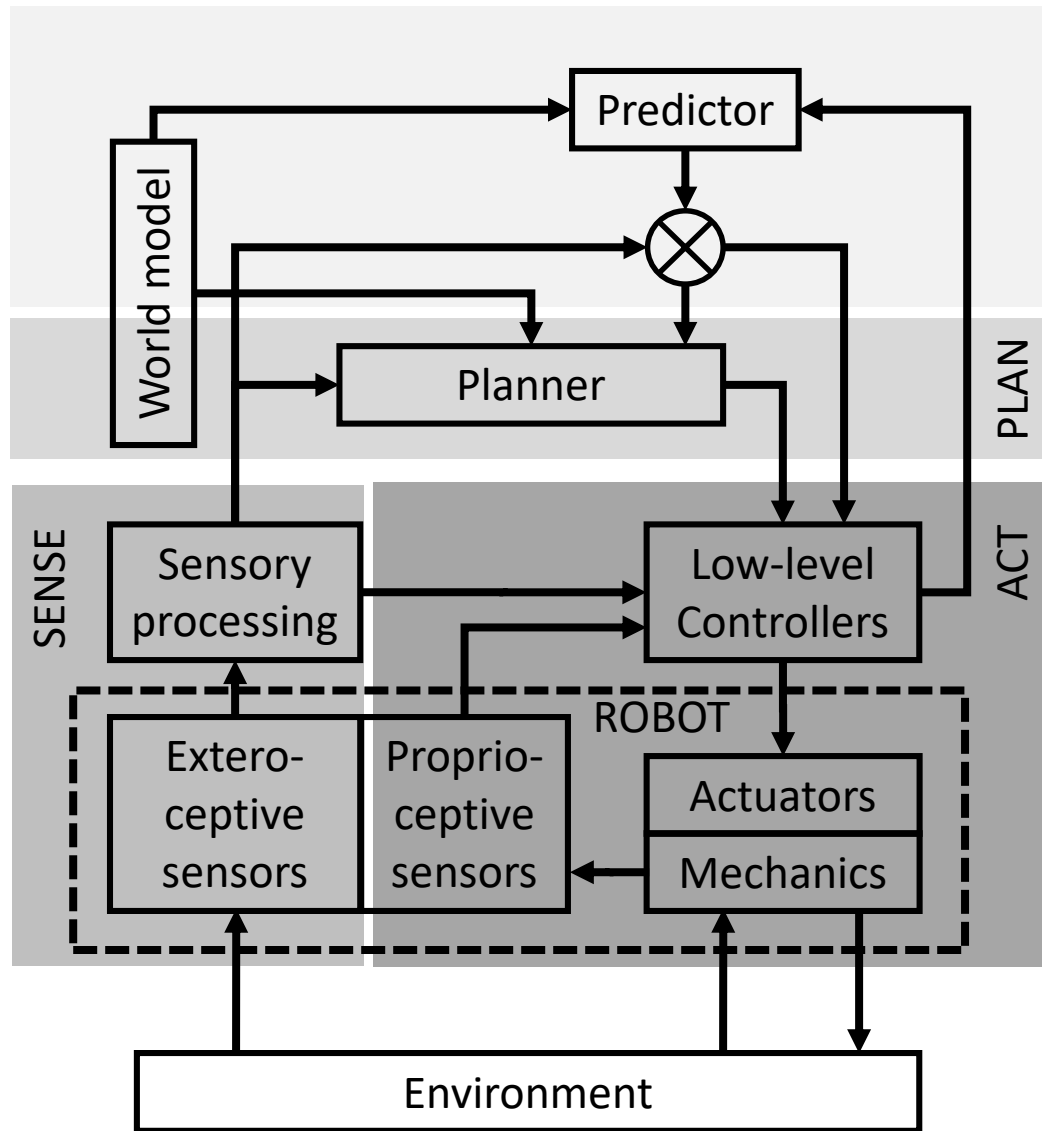 Predictor
World model
Planner
PLAN
SENSE
Sensory
processing
Low-level
Controllers
ACT
ROBOT
Extero-
ceptive
sensors
Proprio-
ceptive
sensors
Actuators
Mechanics
Environment